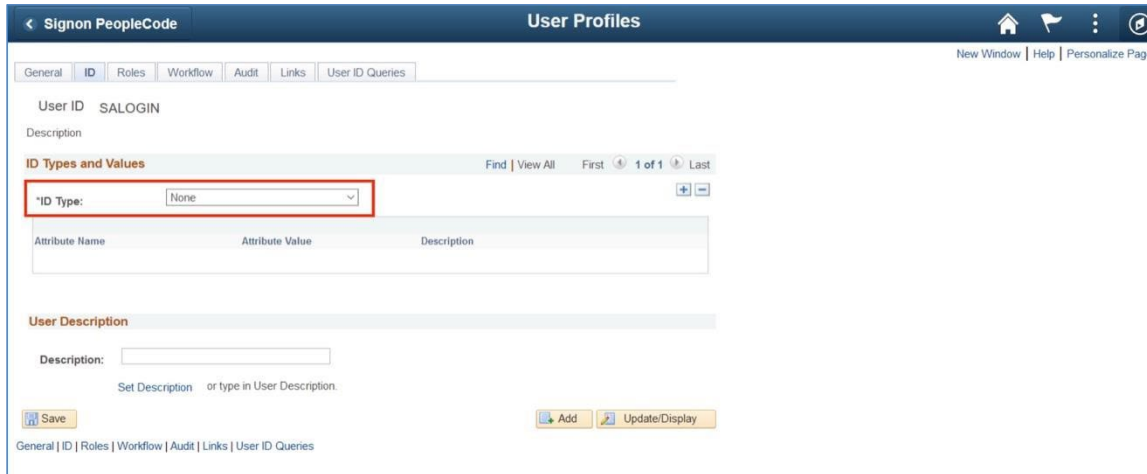 Signon PeopleCode User Profiles
New Window | Help | Personalize Pag
General ID Roles Workflow Audit Links User ID Queries
User ID SALOGIN
Description
ID Types and Values Find | View All First 1 of 1 Last
*ID Type: None
Attribute Name Attribute Value Description
User Description
Description:
Set Description or type in User Description.
Save Add Update/Display
General | ID | Roles | Workflow | Audit | Links | User ID Queries